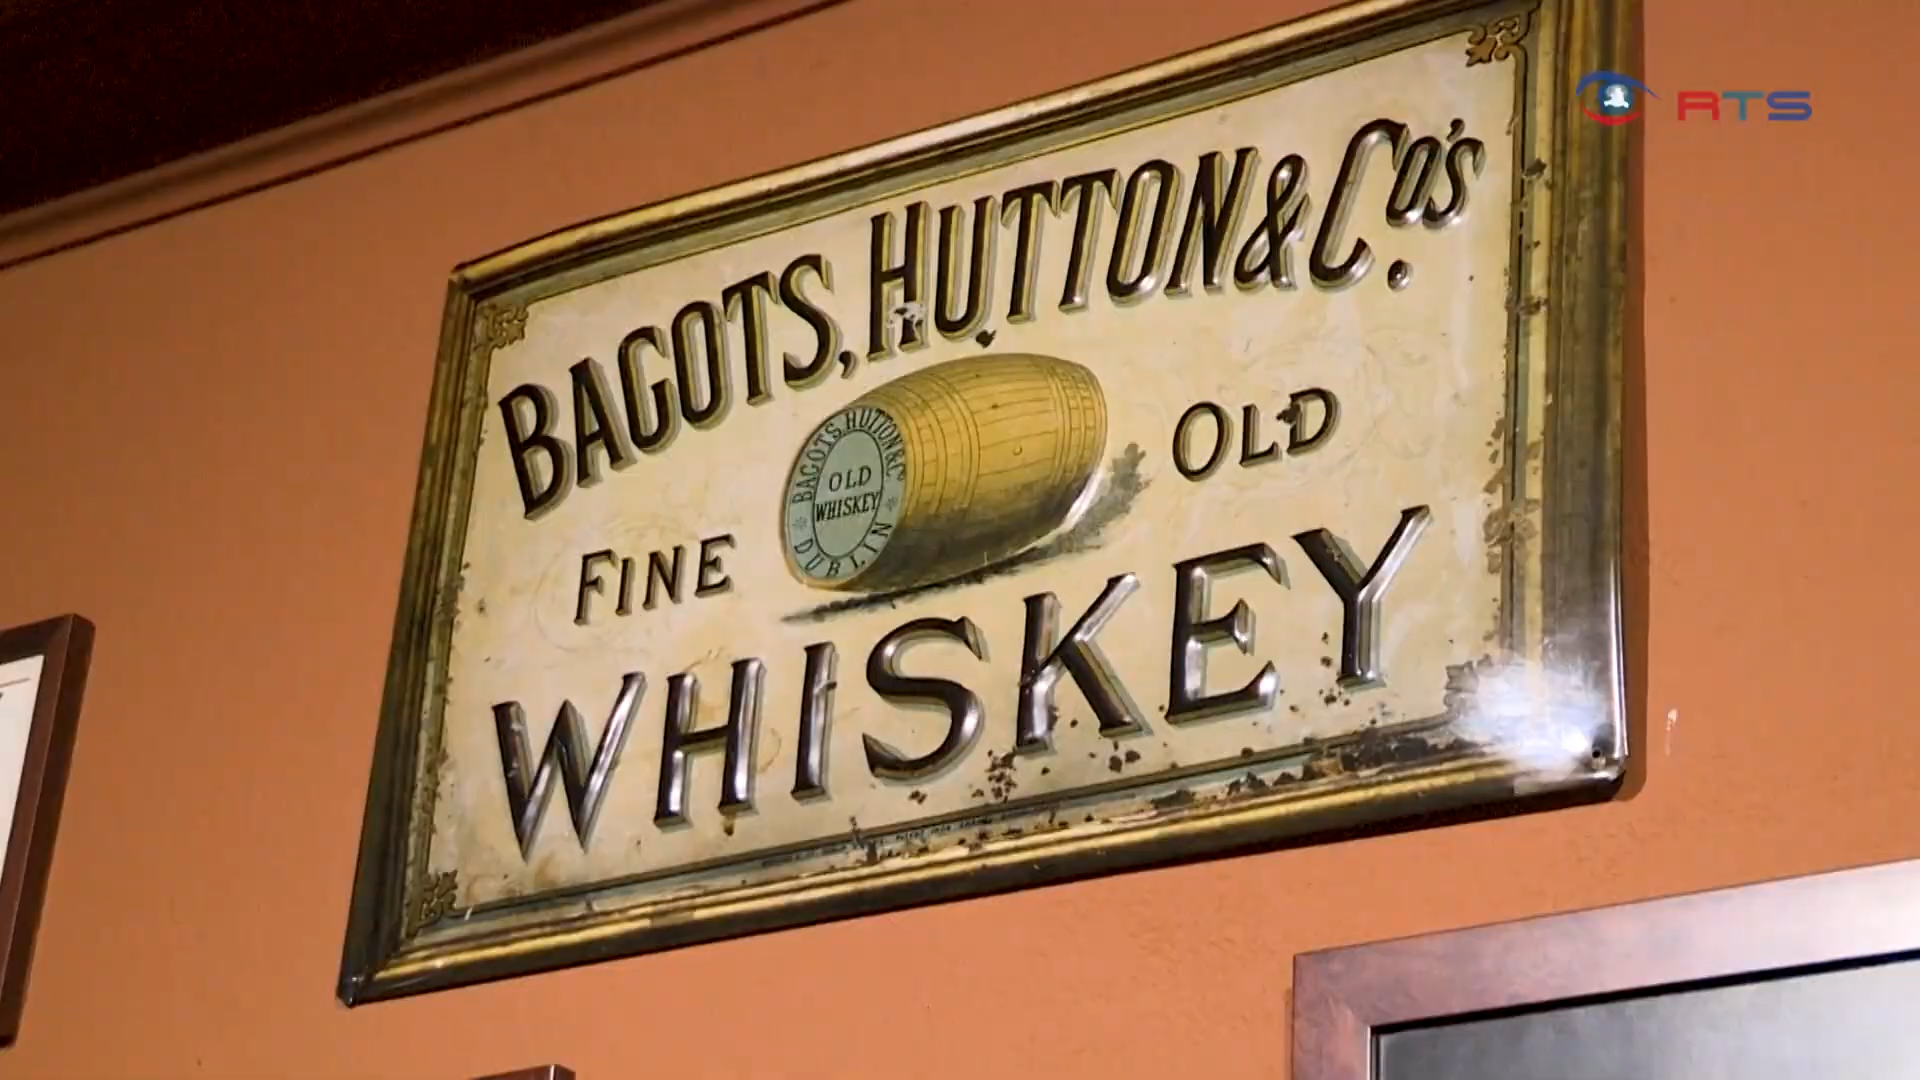 RTS
BAGOTS, HUTTON & Co's.
FINE
OLD
BAGOTS, HUTTON & Co
OLD
WHISKEY
DUBLIN
WHISKEY